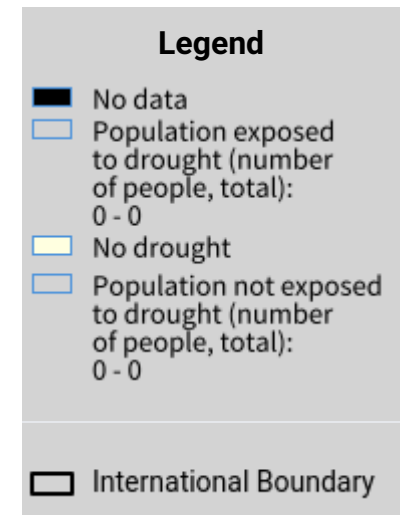 Legend
No data
Population exposed
to drought (number
of people, total):
0 - 0
No drought
Population not exposed
to drought (number
of people, total):
0 - 0
International Boundary